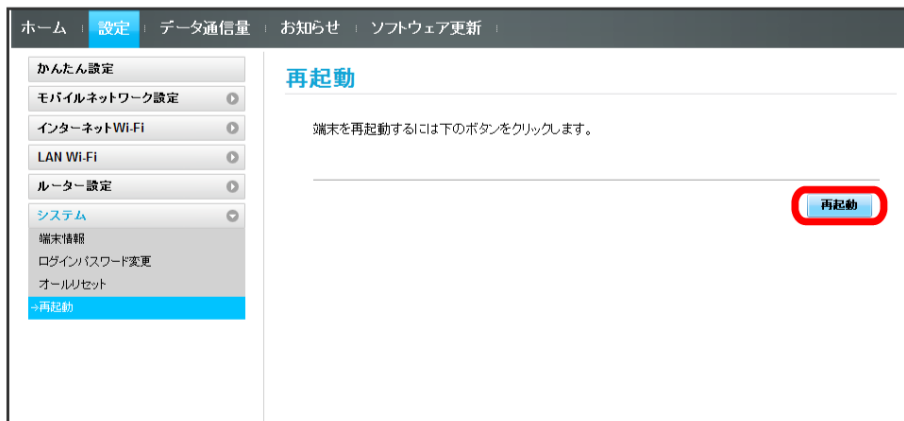 ホーム 設定 データ通信量 お知らせ ソフトウェア更新
かんたん設定
モバイルネットワーク設定
インターネットWi-Fi
LAN Wi-Fi
ルーター設定
システム
端末情報
ログインパスワード変更
オールリセット
→再起動
再起動
端末を再起動するには下のボタンをクリックします。
再起動